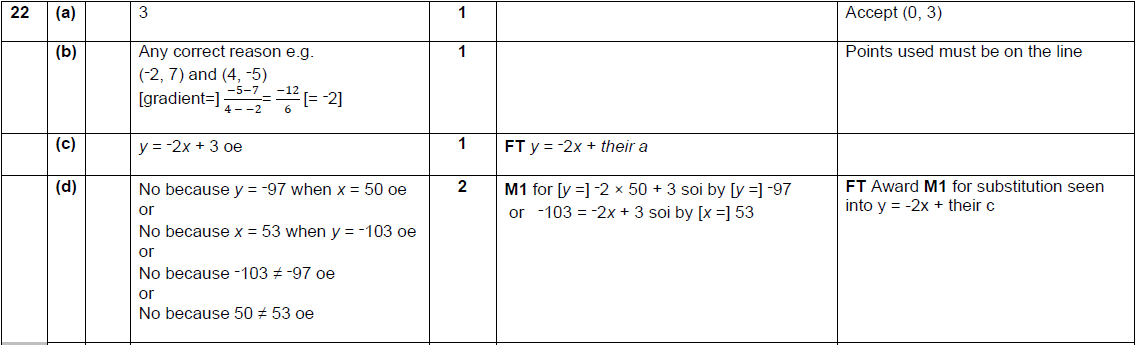 22 (a) 3 1 Accept (0, 3)
(b) Any correct reason e.g. 1 Points used must be on the line
(⁻2, 7) and (4, ⁻5)
[gradient=] −5−7 / 4 − −2 = −12 / 6 [= ⁻2]
(c) y = ⁻2x + 3 oe 1 FT y = ⁻2x + their a
(d) No because y = ⁻97 when x = 50 oe 2 M1 for [y =] ⁻2 × 50 + 3 soi by [y =] ⁻97 FT Award M1 for substitution seen
or or ⁻103 = ⁻2x + 3 soi by [x =] 53 into y = -2x + their c
No because x = 53 when y = ⁻103 oe
or
No because ⁻103 ≠ ⁻97 oe
or
No because 50 ≠ 53 oe